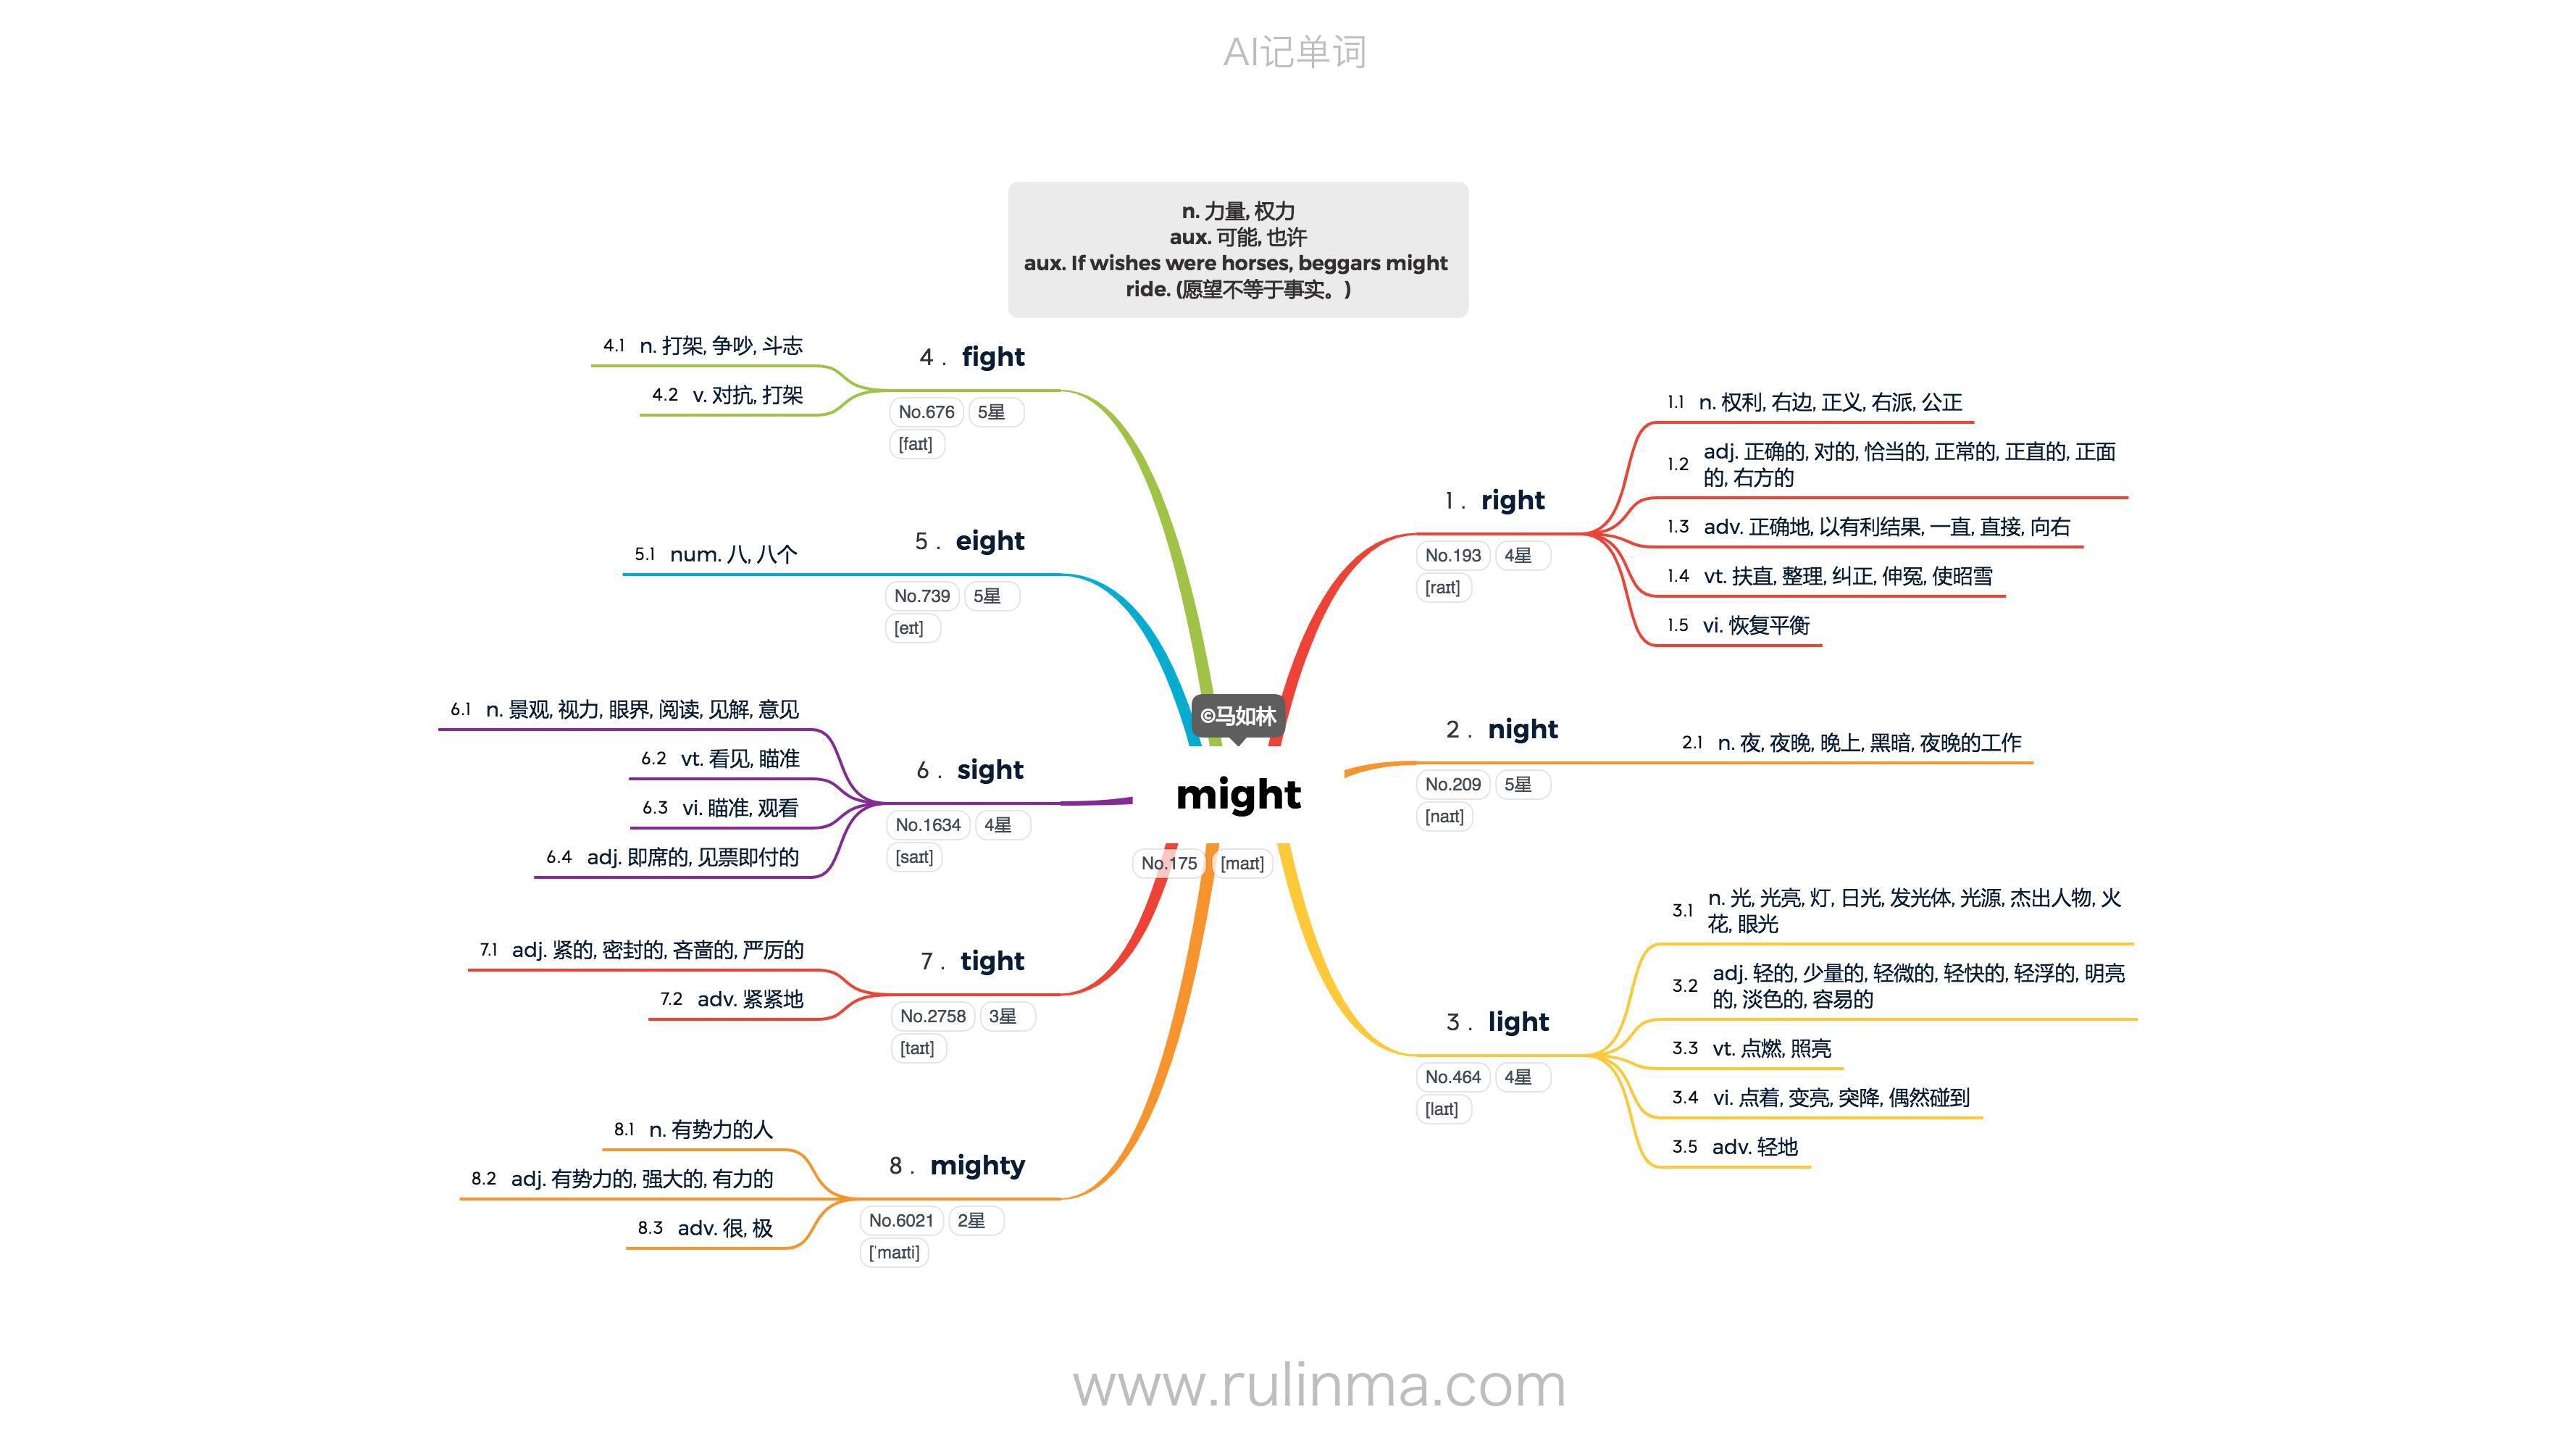 AI记单词
n. 力量, 权力
aux. 可能, 也许
aux. If wishes were horses, beggars might
ride. (愿望不等于事实。)
©马如林
might
No.175 [maɪt]
1 . right
No.193 4星
[raɪt]
1.1 n. 权利, 右边, 正义, 右派, 公正
1.2 adj. 正确的, 对的, 恰当的, 正常的, 正直的, 正面
的, 右方的
1.3 adv. 正确地, 以有利结果, 一直, 直接, 向右
1.4 vt. 扶直, 整理, 纠正, 伸冤, 使昭雪
1.5 vi. 恢复平衡
2 . night
No.209 5星
[naɪt]
2.1 n. 夜, 夜晚, 晚上, 黑暗, 夜晚的工作
3 . light
No.464 4星
[laɪt]
3.1 n. 光, 光亮, 灯, 日光, 发光体, 光源, 杰出人物, 火
花, 眼光
3.2 adj. 轻的, 少量的, 轻微的, 轻快的, 轻浮的, 明亮
的, 淡色的, 容易的
3.3 vt. 点燃, 照亮
3.4 vi. 点着, 变亮, 突降, 偶然碰到
3.5 adv. 轻地
4 . fight
No.676 5星
[faɪt]
4.1 n. 打架, 争吵, 斗志
4.2 v. 对抗, 打架
5 . eight
No.739 5星
[eɪt]
5.1 num. 八, 八个
6 . sight
No.1634 4星
[saɪt]
6.1 n. 景观, 视力, 眼界, 阅读, 见解, 意见
6.2 vt. 看见, 瞄准
6.3 vi. 瞄准, 观看
6.4 adj. 即席的, 见票即付的
7 . tight
No.2758 3星
[taɪt]
7.1 adj. 紧的, 密封的, 吝啬的, 严厉的
7.2 adv. 紧紧地
8 . mighty
No.6021 2星
[ˈmaɪti]
8.1 n. 有势力的人
8.2 adj. 有势力的, 强大的, 有力的
8.3 adv. 很, 极
www.rulinma.com